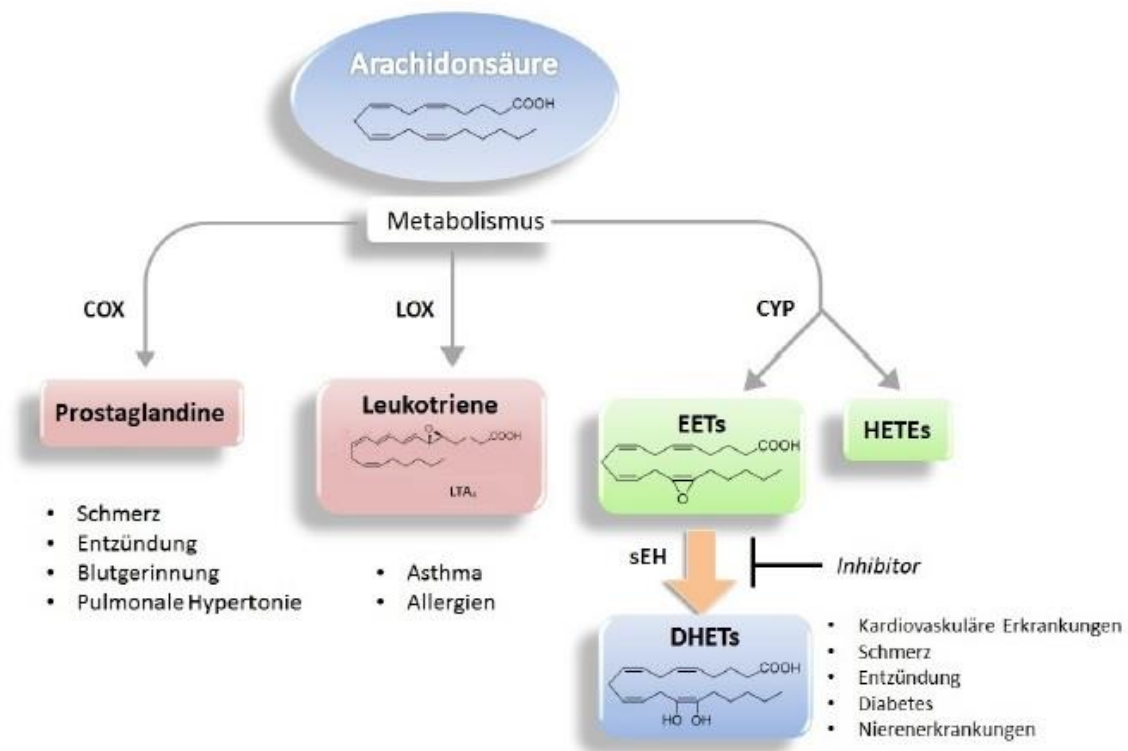 Arachidonsäure
COOH
Metabolismus
COX
LOX
CYP
Prostaglandine
Leukotriene
O
COOH
LTA₄
EETs
COOH
O
HETEs
• Schmerz
• Entzündung
• Blutgerinnung
• Pulmonale Hypertonie
• Asthma
• Allergien
sEH
Inhibitor
DHETs
COOH
HO OH
• Kardiovaskuläre Erkrankungen
• Schmerz
• Entzündung
• Diabetes
• Nierenerkrankungen